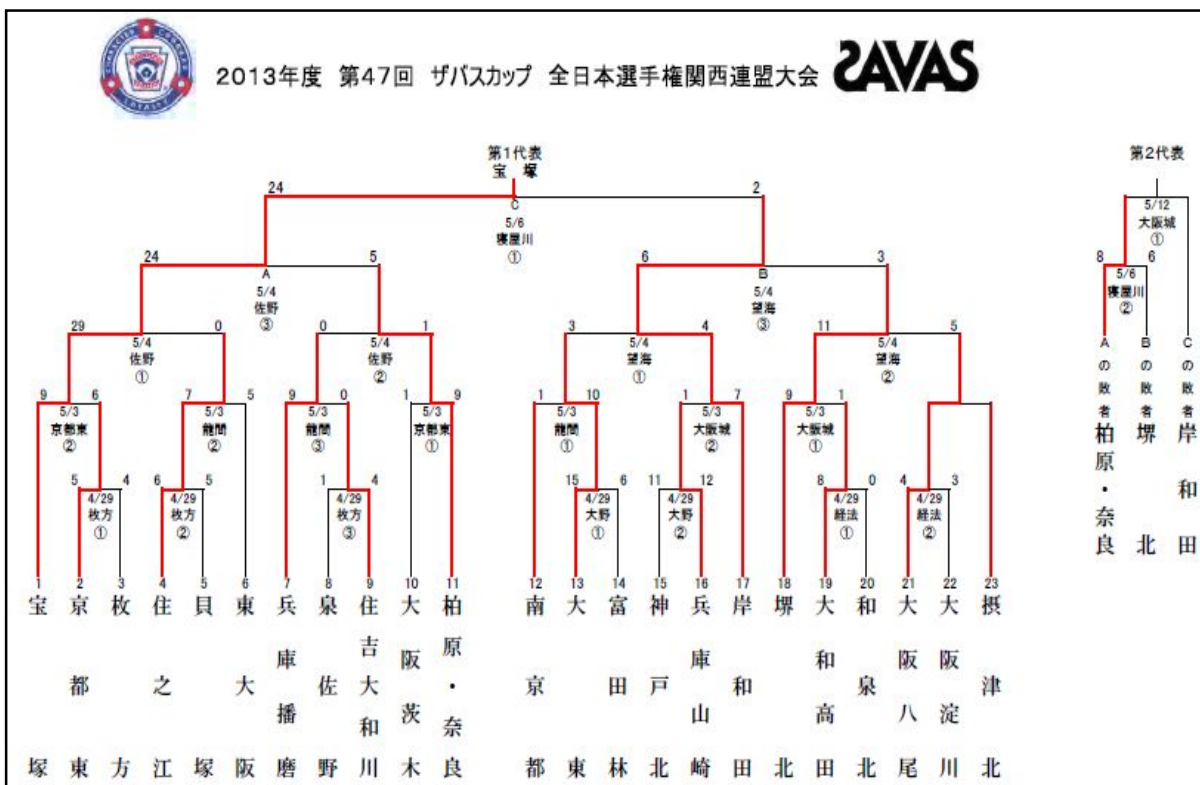 CHARACTER COURAGE LOYALTY
2013年度 第47回 ザバスカップ 全日本選手権関西連盟大会
SAVAS
第1代表
宝 塚
第2代表
24 2
C
5/6
寝屋川
①
5/12
大阪城
①
24 5 6 3
A
5/4
佐野
③
B
5/4
望海
③
8 6
5/6
寝屋川
②
29 0 0 1 3 4 11 5
5/4
佐野
①
5/4
佐野
②
5/4
望海
①
5/4
望海
②
Aの敗者
柏原・奈良
Bの敗者
堺北
Cの敗者
岸和田
9 6 7 5 9 0 1 9 1 10 1 7 9 1
5/3
京都東
②
5/3
龍間
②
5/3
龍間
③
5/3
京都東
①
5/3
龍間
①
5/3
大阪城
②
5/3
大阪城
①
5 4 6 5 1 4 15 6 11 12 8 0 4 3
4/29
枚方
①
4/29
枚方
②
4/29
枚方
③
4/29
大野
①
4/29
大野
②
4/29
経法
①
4/29
経法
②
1 2 3 4 5 6 7 8 9 10 11 12 13 14 15 16 17 18 19 20 21 22 23
宝塚
京都東
枚方
住之江
貝塚
東大阪
兵庫播磨
泉佐野
住吉大和川
大阪茨木
柏原・奈良
南京都
大東
富田林
神戸北
兵庫山崎
岸和田
堺北
大和高田
和泉北
大阪八尾
大阪淀川
摂津北